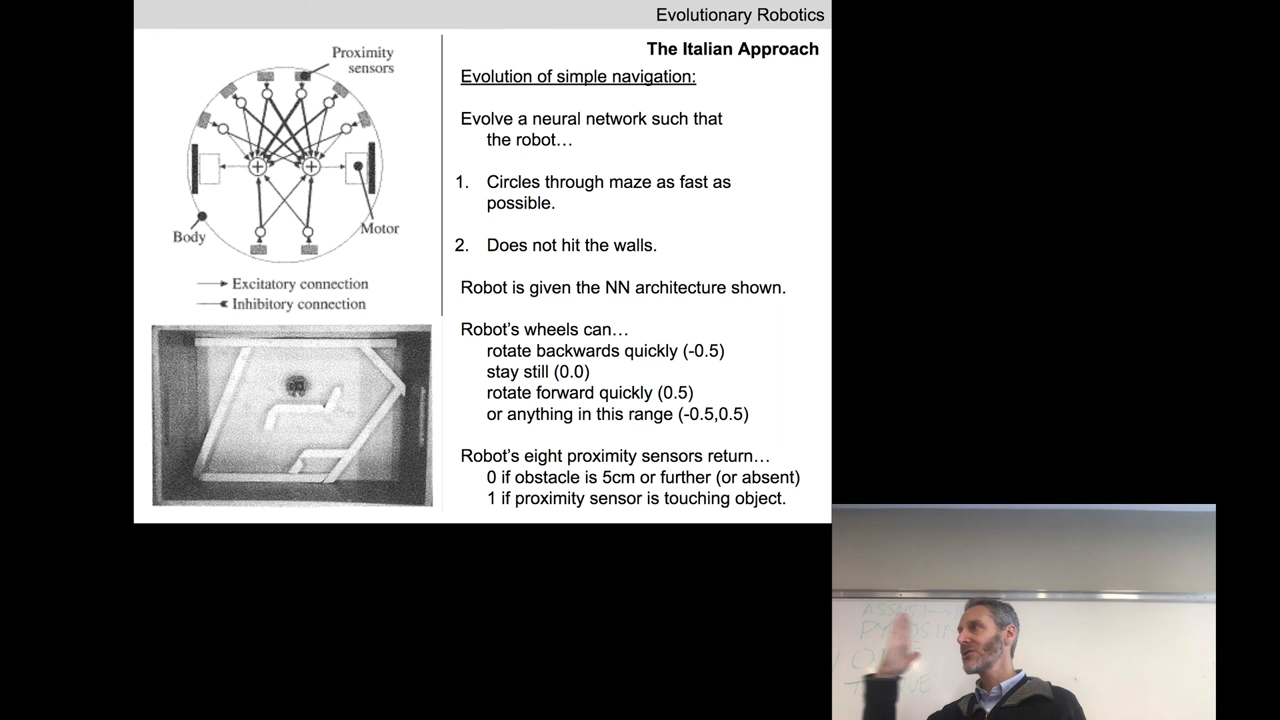 Evolutionary Robotics
The Italian Approach
Proximity
sensors
Body
Motor
Excitatory connection
Inhibitory connection
Evolution of simple navigation:
Evolve a neural network such that
the robot…
1. Circles through maze as fast as
possible.
2. Does not hit the walls.
Robot is given the NN architecture shown.
Robot’s wheels can…
rotate backwards quickly (-0.5)
stay still (0.0)
rotate forward quickly (0.5)
or anything in this range (-0.5,0.5)
Robot’s eight proximity sensors return…
0 if obstacle is 5cm or further (or absent)
1 if proximity sensor is touching object.